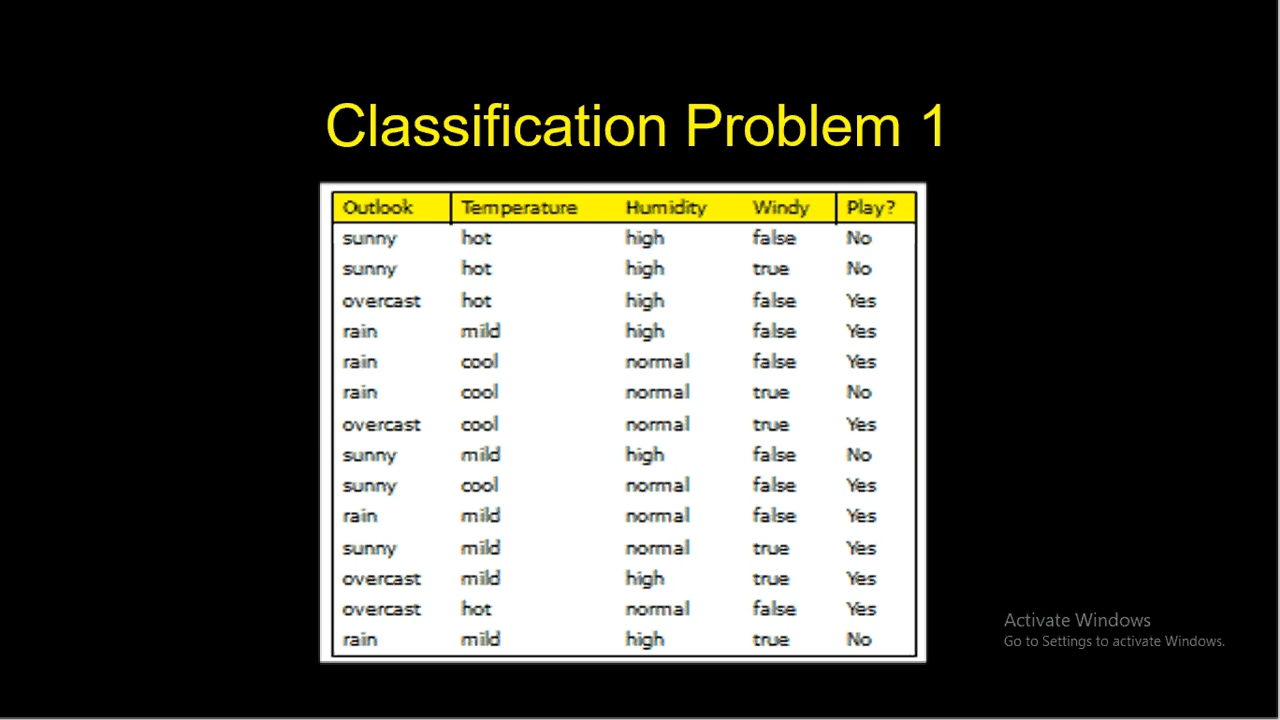 Classification Problem 1
Outlook Temperature Humidity Windy Play?
sunny hot high false No
sunny hot high true No
overcast hot high false Yes
rain mild high false Yes
rain cool normal false Yes
rain cool normal true No
overcast cool normal true Yes
sunny mild high false No
sunny cool normal false Yes
rain mild normal false Yes
sunny mild normal true Yes
overcast mild high true Yes
overcast hot normal false Yes
rain mild high true No
Activate Windows
Go to Settings to activate Windows.